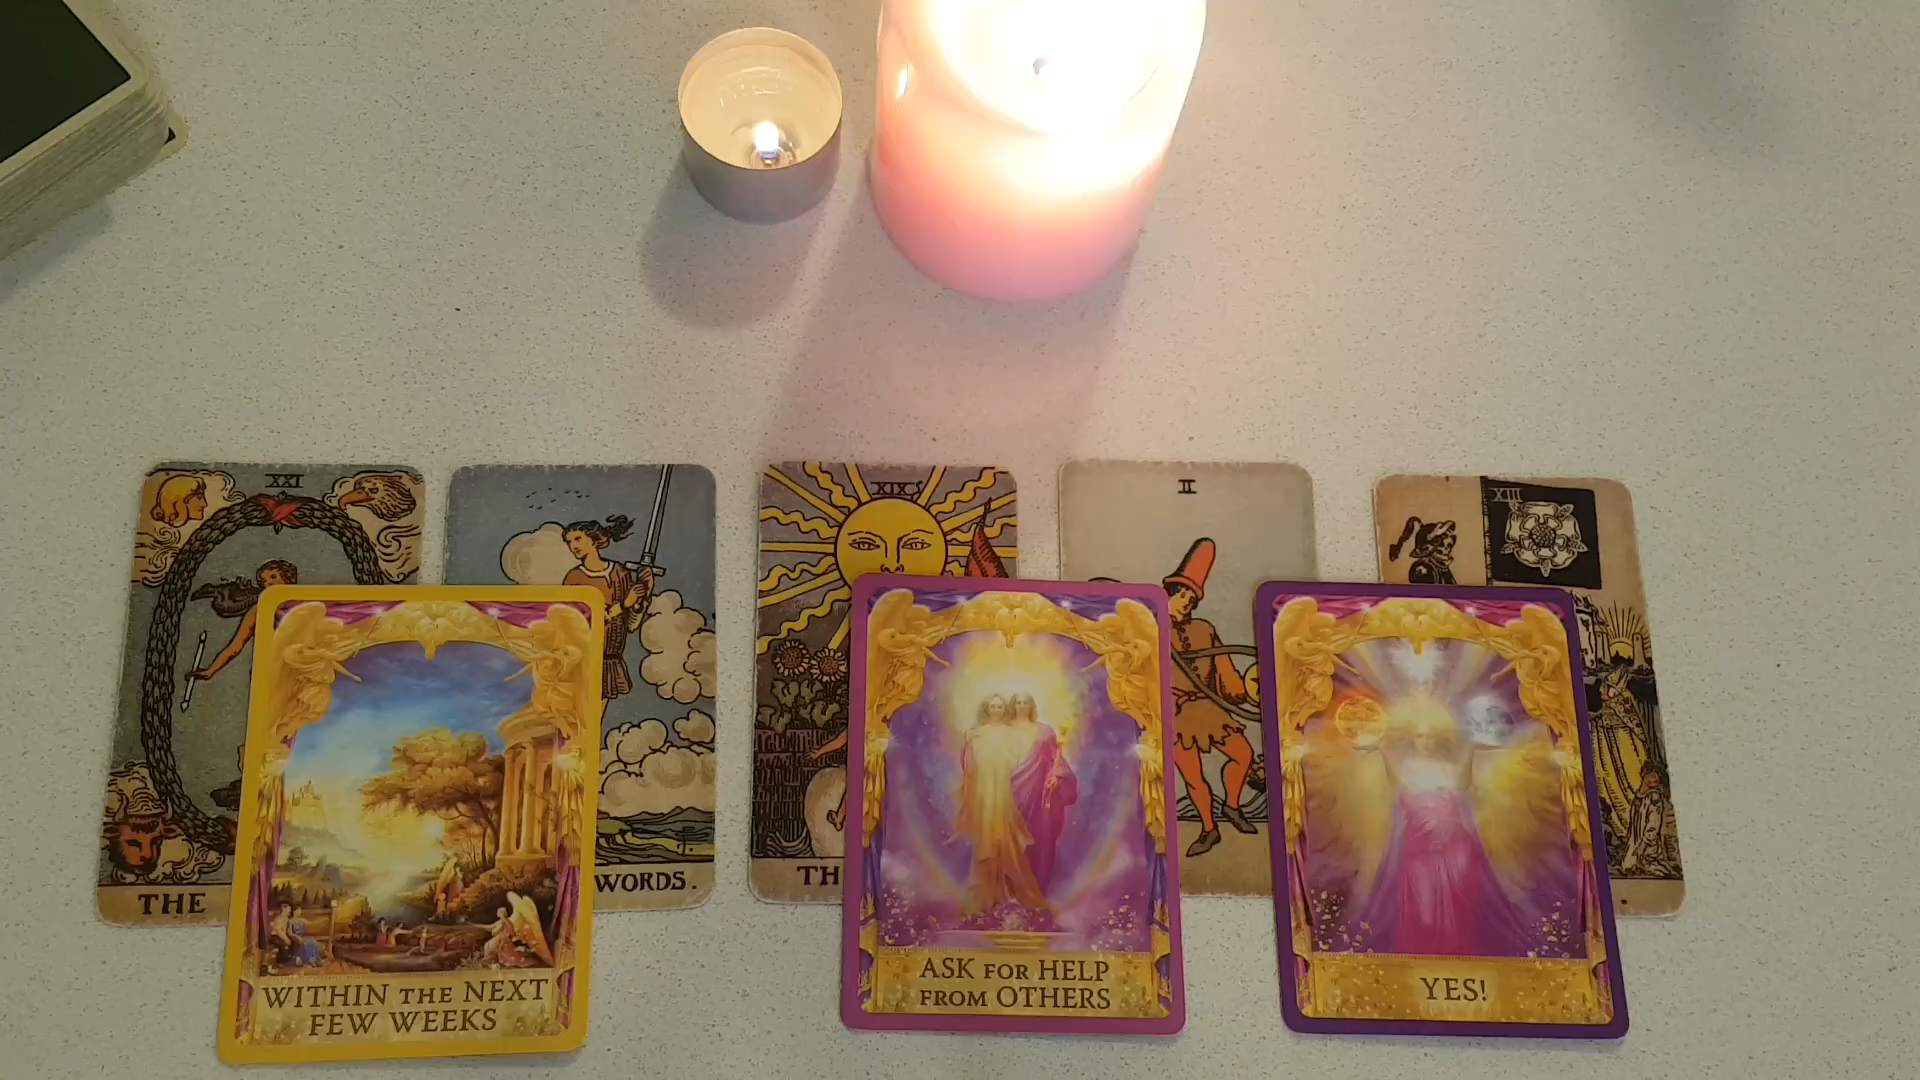 XXI
XIX
II
XIII
THE
WORDS.
TH
WITHIN THE NEXT
FEW WEEKS
ASK FOR HELP
FROM OTHERS
YES!